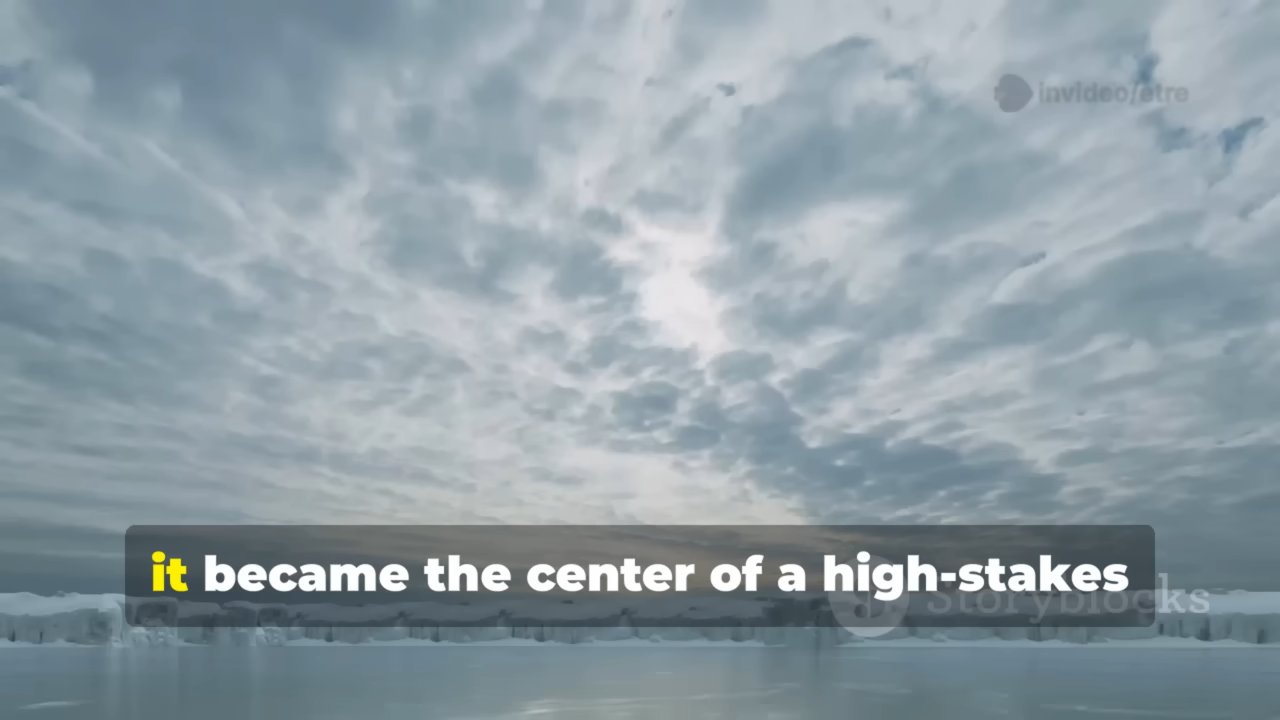 invideo/etre
it became the center of a high-stakes
Storyblocks